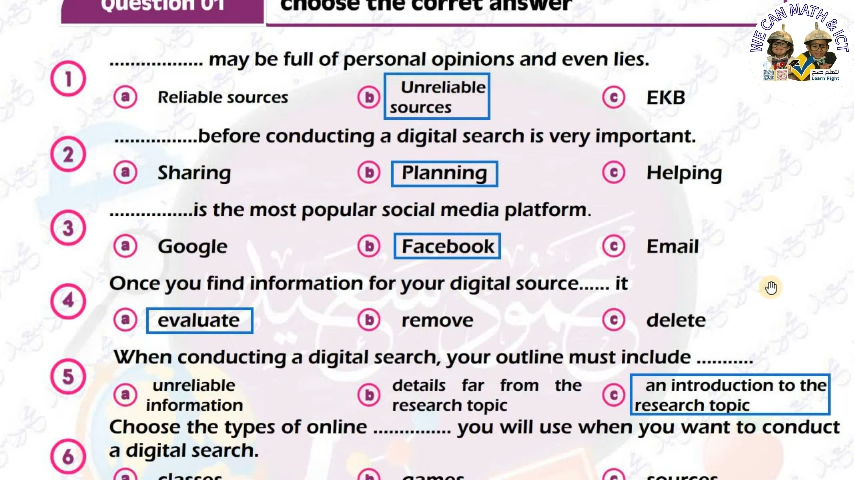 Question 01 choose the corret answer
WE CAN MATH & ICT
Learn Right
1 .................. may be full of personal opinions and even lies.
a Reliable sources b Unreliable sources c EKB
2 ................before conducting a digital search is very important.
a Sharing b Planning c Helping
3 ................is the most popular social media platform.
a Google b Facebook c Email
4 Once you find information for your digital source...... it
a evaluate b remove c delete
5 When conducting a digital search, your outline must include ...........
a unreliable information b details far from the research topic c an introduction to the research topic
6 Choose the types of online ............... you will use when you want to conduct
a digital search.
a classes b games c sources